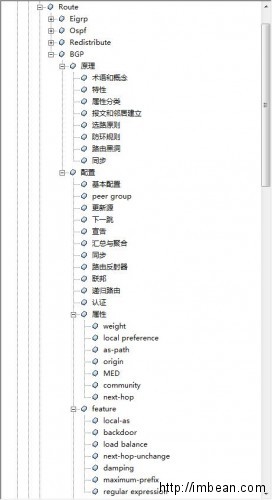 Route
Eigrp
Ospf
Redistribute
BGP
原理
术语和概念
特性
属性分类
报文和邻居建立
选路原则
防环规则
路由黑洞
同步
配置
基本配置
peer group
更新源
下一跳
宣告
汇总与聚合
同步
路由反射器
联邦
递归路由
认证
属性
weight
local preference
as-path
origin
MED
community
next-hop
feature
local-as
backdoor
load balance
next-hop-unchange
damping
maximum-prefix
regular expression
http://imbean.com